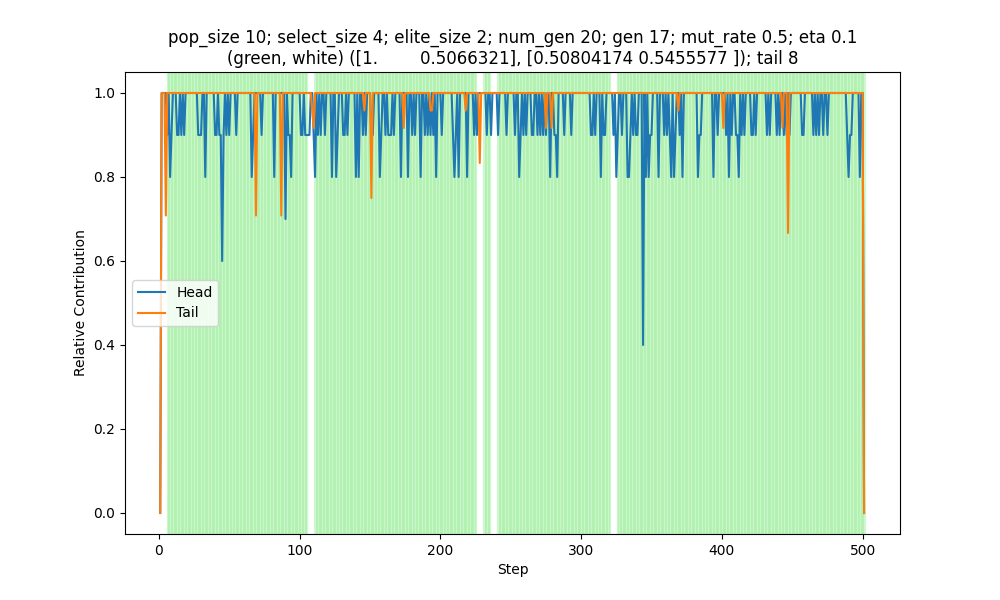 pop_size 10; select_size 4; elite_size 2; num_gen 20; gen 17; mut_rate 0.5; eta 0.1
(green, white) ([1.        0.5066321], [0.50804174 0.5455577 ]); tail 8
1.0
0.8
0.6
0.4
0.2
0.0
Relative Contribution
Head
Tail
0 100 200 300 400 500
Step